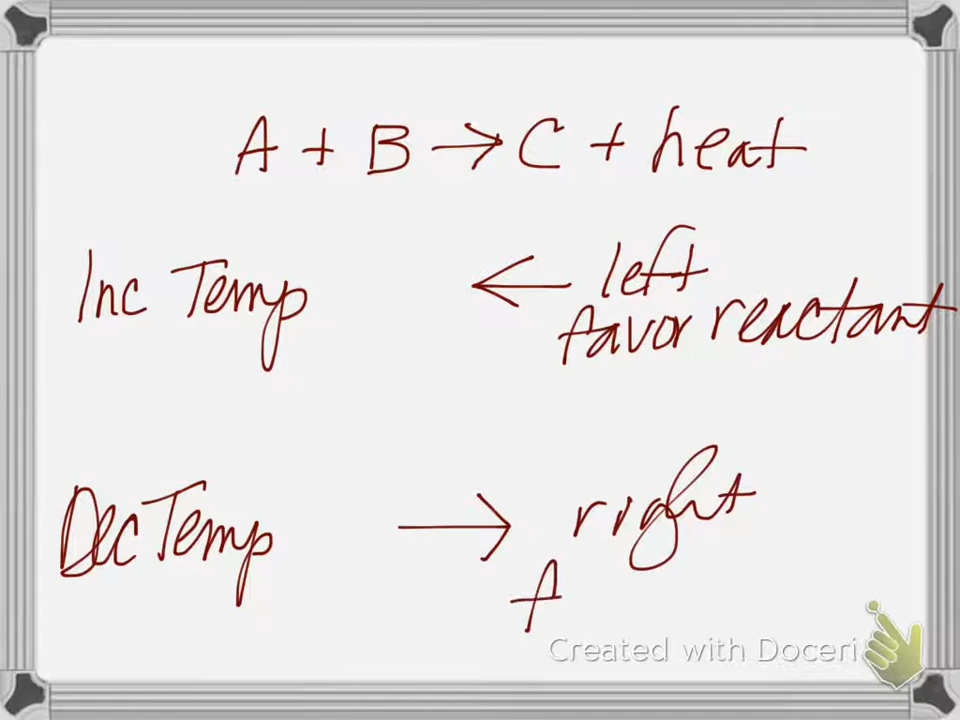 A + B → C + heat
Inc Temp ← left
favor reactant
Dec Temp → right
f
Created with Doceri